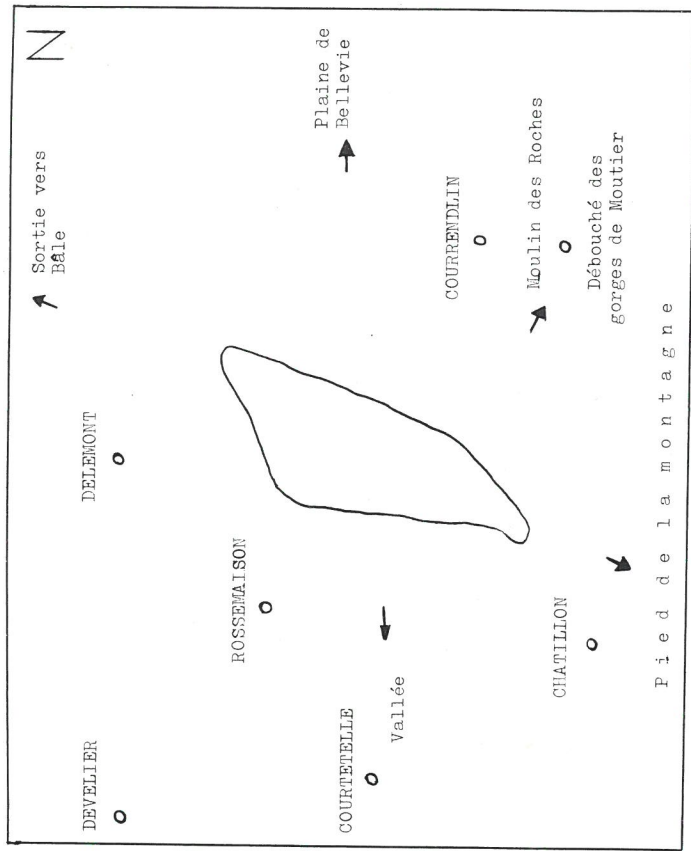 N
Sortie vers
Bâle
DELEMONT
DEVELIER
Plaine de
Bellevie
ROSSEMAISON
COURTETELLE
Vallée
COURRENDLIN
Moulin des Roches
CHATILLON
Débouché des
gorges de Moutier
Pied de la montagne